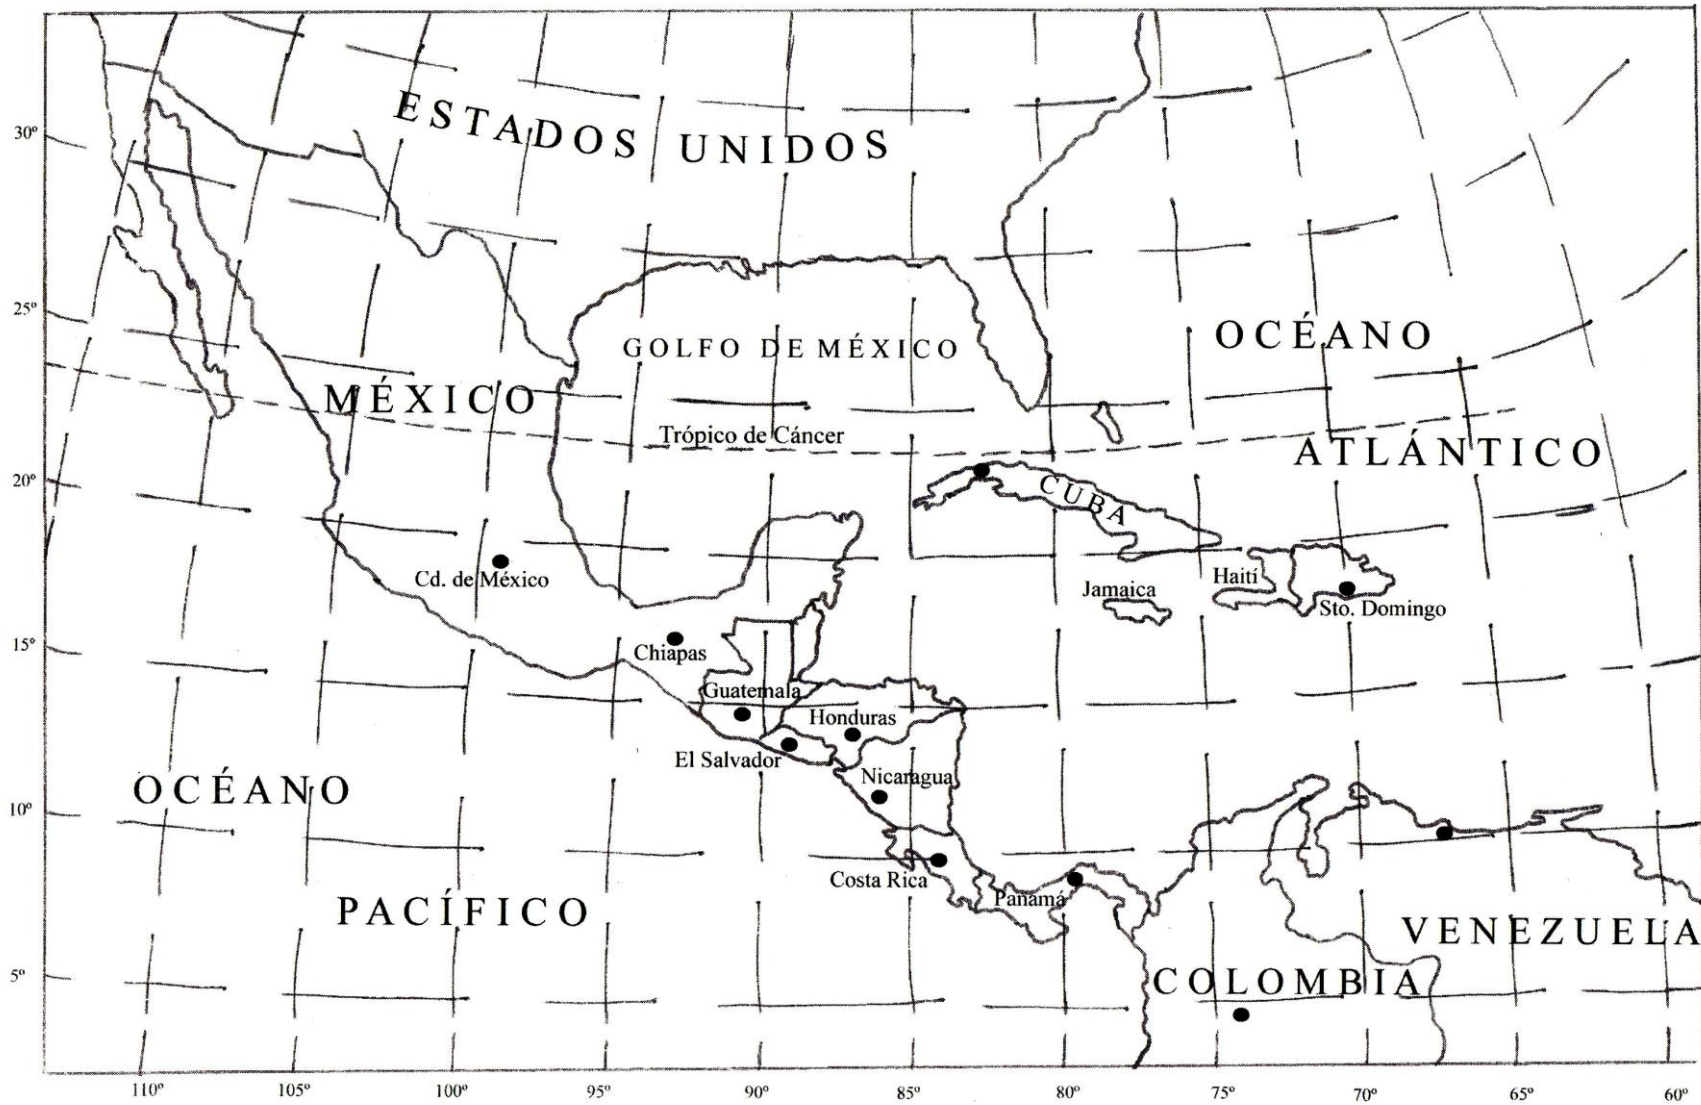 ESTADOS UNIDOS
30º
25º
OCÉANO
GOLFO DE MÉXICO
MÉXICO
Trópico de Cáncer
ATLÁNTICO
20º
CUBA
Cd. de México
Jamaica
Haití
Sto. Domingo
15º
Chiapas
Guatemala
Honduras
El Salvador
Nicaragua
OCÉANO
10º
Costa Rica
Panamá
PACÍFICO
VENEZUELA
5º
COLOMBIA
110º 105º 100º 95º 90º 85º 80º 75º 70º 65º 60º